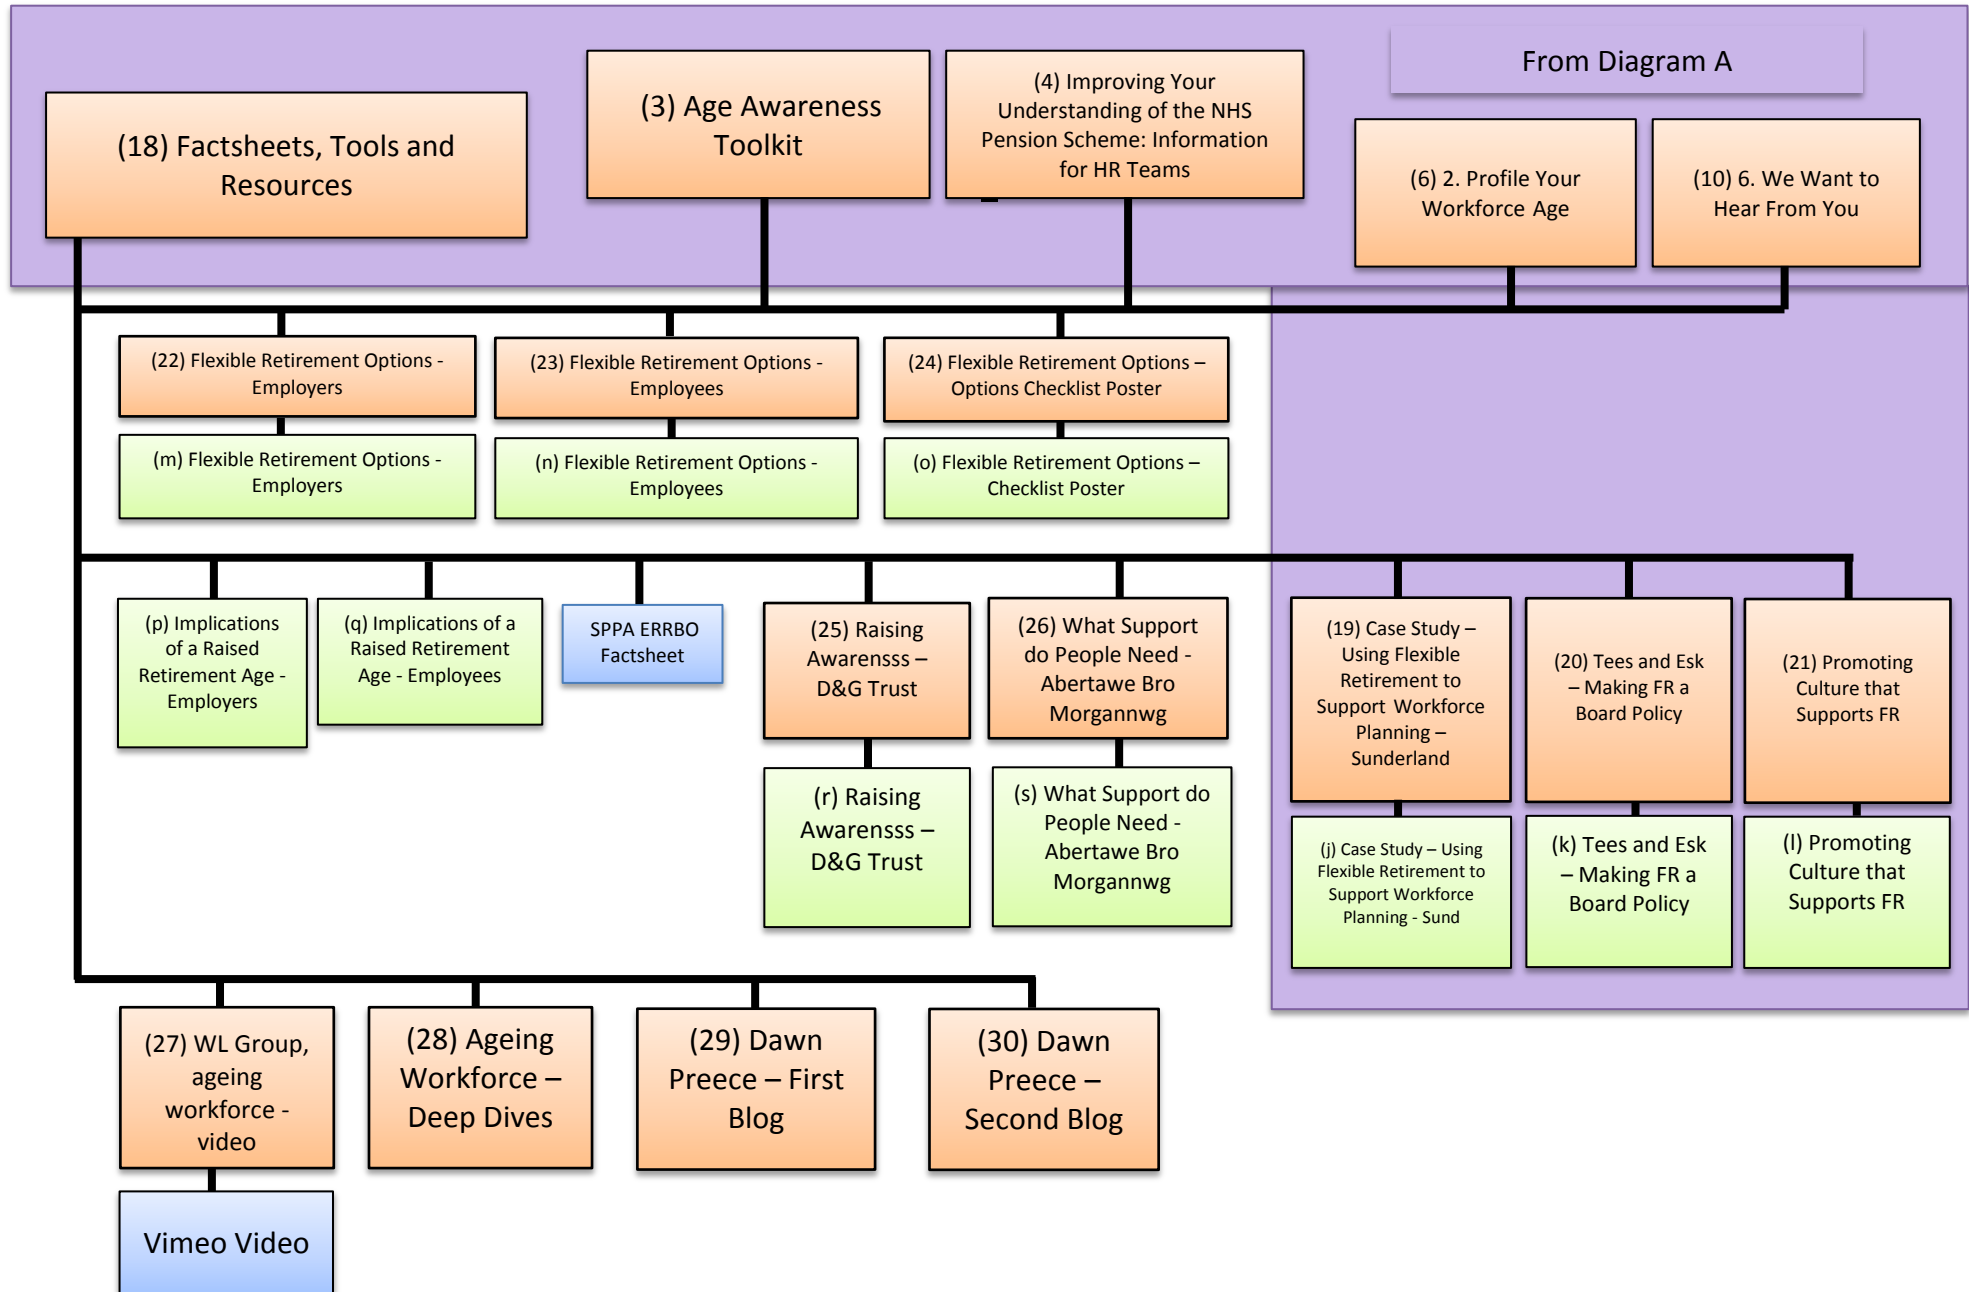 From Diagram A
(18) Factsheets, Tools and
Resources
(3) Age Awareness
Toolkit
(4) Improving Your
Understanding of the NHS
Pension Scheme: Information
for HR Teams
(6) 2. Profile Your
Workforce Age
(10) 6. We Want to
Hear From You
(22) Flexible Retirement Options -
Employers
(23) Flexible Retirement Options -
Employees
(24) Flexible Retirement Options –
Options Checklist Poster
(m) Flexible Retirement Options -
Employers
(n) Flexible Retirement Options -
Employees
(o) Flexible Retirement Options –
Checklist Poster
(p) Implications
of a Raised
Retirement Age -
Employers
(q) Implications of a
Raised Retirement
Age - Employees
SPPA ERRBO
Factsheet
(25) Raising
Awarensss –
D&G Trust
(26) What Support
do People Need -
Abertawe Bro
Morgannwg
(19) Case Study –
Using Flexible
Retirement to
Support Workforce
Planning –
Sunderland
(20) Tees and Esk
– Making FR a
Board Policy
(21) Promoting
Culture that
Supports FR
(r) Raising
Awarensss –
D&G Trust
(s) What Support do
People Need -
Abertawe Bro
Morgannwg
(j) Case Study – Using
Flexible Retirement to
Support Workforce
Planning - Sund
(k) Tees and Esk
– Making FR a
Board Policy
(l) Promoting
Culture that
Supports FR
(27) WL Group,
ageing
workforce -
video
(28) Ageing
Workforce –
Deep Dives
(29) Dawn
Preece – First
Blog
(30) Dawn
Preece –
Second Blog
Vimeo Video